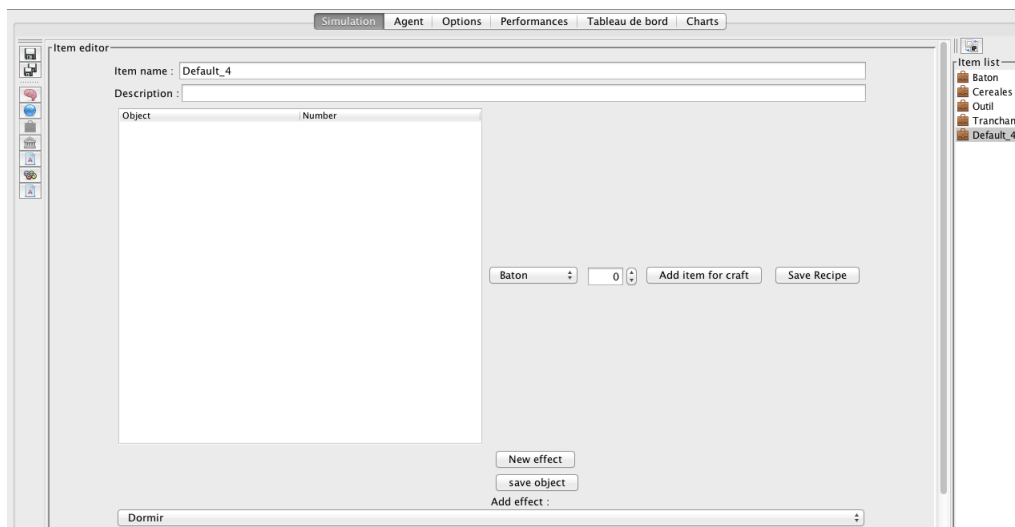 Simulation Agent Options Performances Tableau de bord Charts
Item editor
Item name : Default_4
Description :
Object Number
Baton 0 Add item for craft Save Recipe
New effect
save object
Add effect :
Dormir
Item list
Baton
Cereales
Outil
Tranchan
Default_4